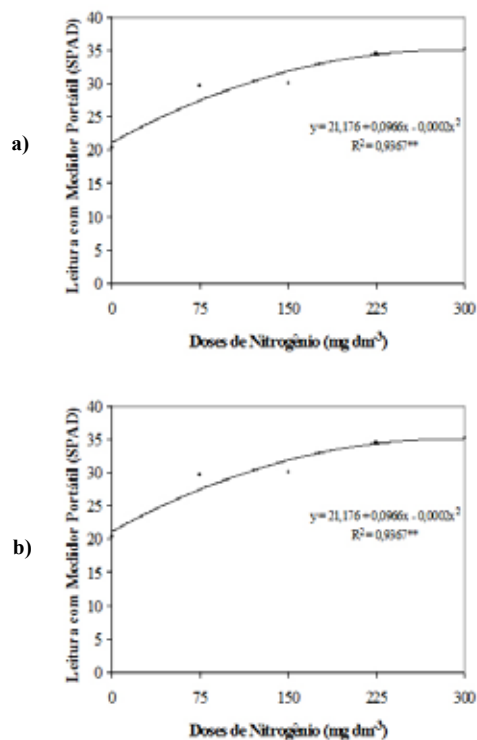 a)
Leitura com Medidor Portátil (SPAD)
40
35
30
25
20
15
10
5
0
y = 21,176 + 0,0966x - 0,0002x²
R² = 0,9367**
0 75 150 225 300
Doses de Nitrogênio (mg dm⁻³)
b)
Leitura com Medidor Portátil (SPAD)
40
35
30
25
20
15
10
5
0
y = 21,176 + 0,0966x - 0,0002x²
R² = 0,9367**
0 75 150 225 300
Doses de Nitrogênio (mg dm⁻³)